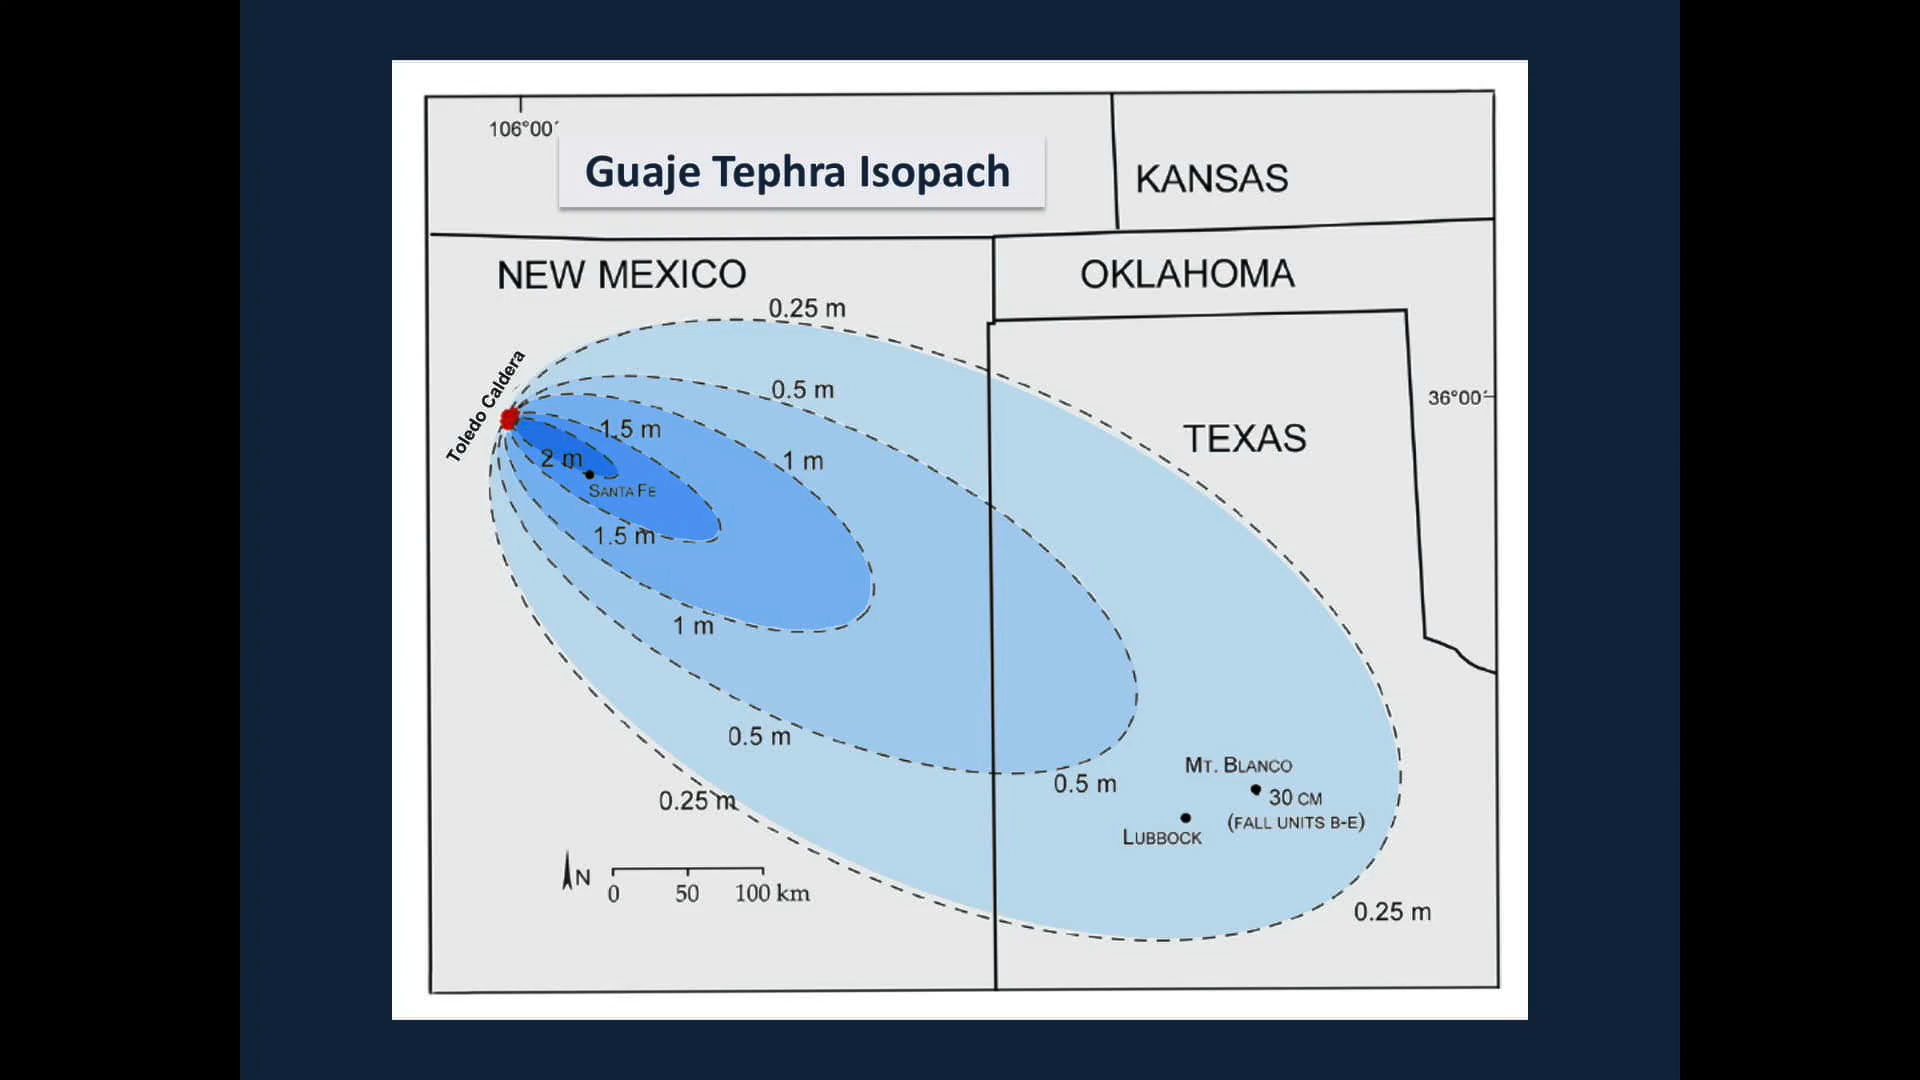 106°00′
Guaje Tephra Isopach
KANSAS
NEW MEXICO
OKLAHOMA
0.25 m
Toledo Caldera
0.5 m
36°00′
1.5 m
TEXAS
2 m
1 m
SANTA FE
1.5 m
1 m
0.5 m
MT. BLANCO
0.5 m
30 CM
0.25 m
(FALL UNITS B-E)
LUBBOCK
N
0 50 100 km
0.25 m